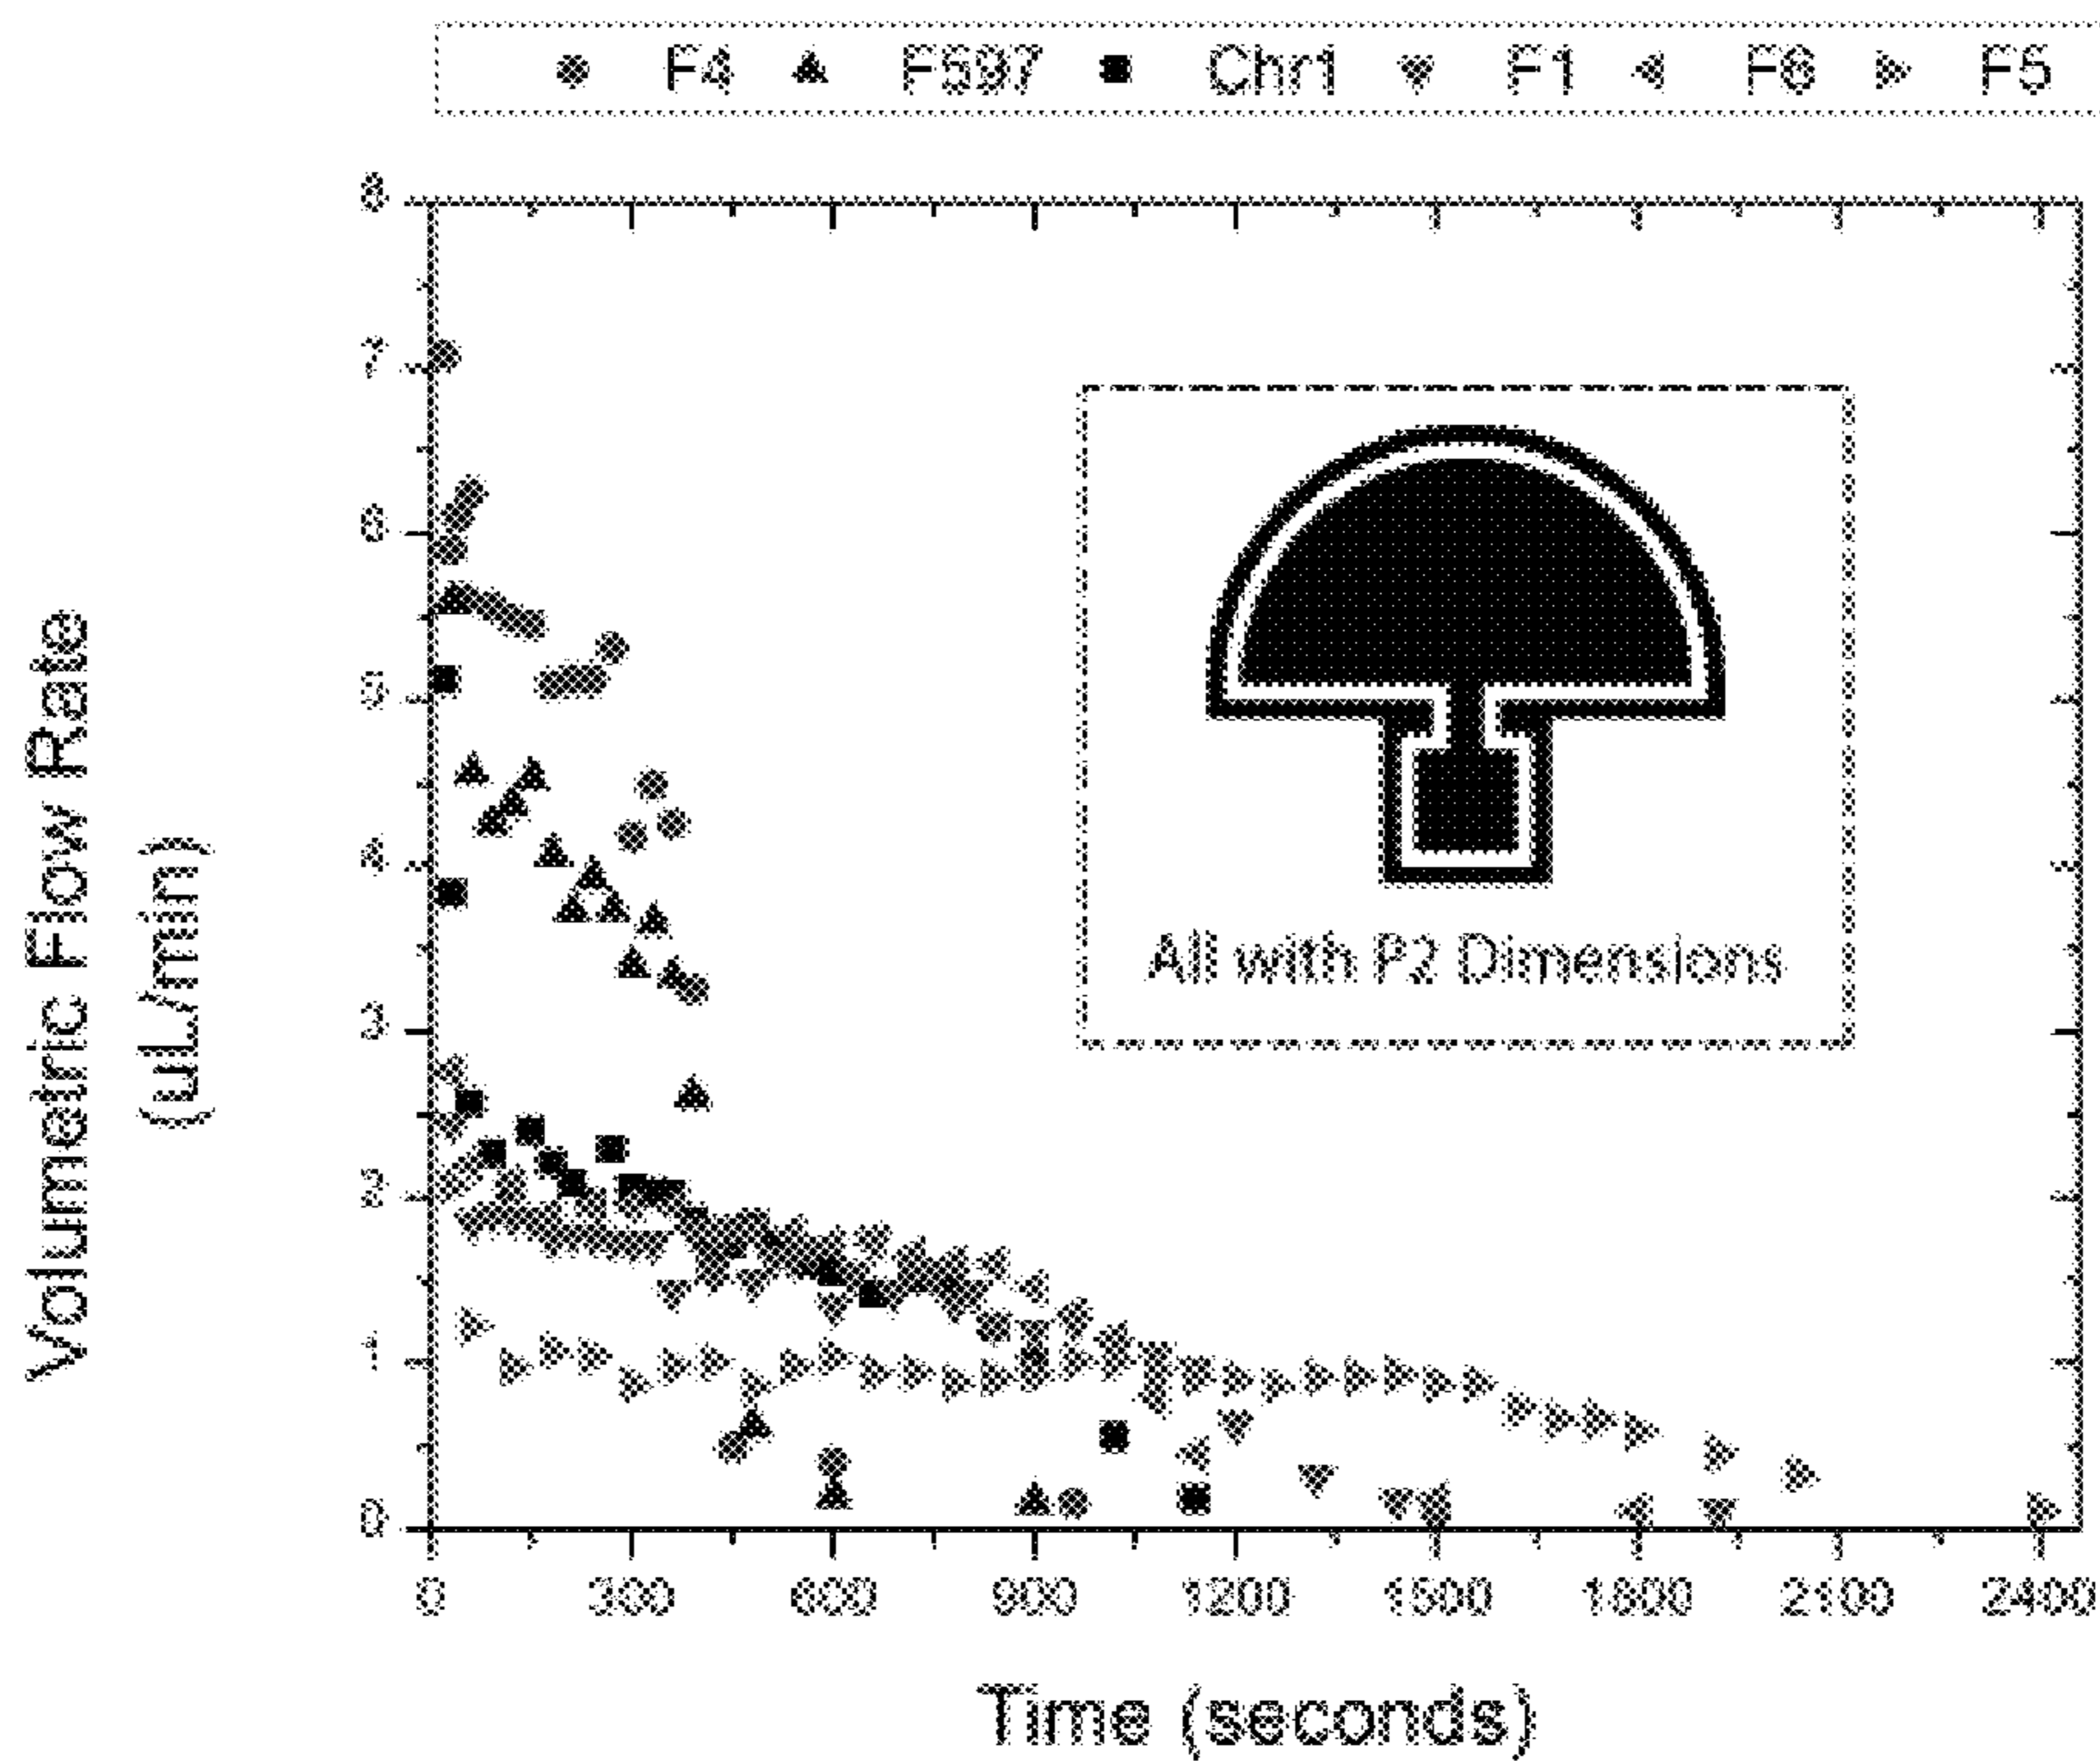 F4 F597 Chr1 F1 F6 F5
8
7
6
5
4
3
2
1
0
Volumetric Flow Rate
(uL/min)
All with P2 Dimensions
0 300 600 900 1200 1500 1800 2100 2400
Time (seconds)